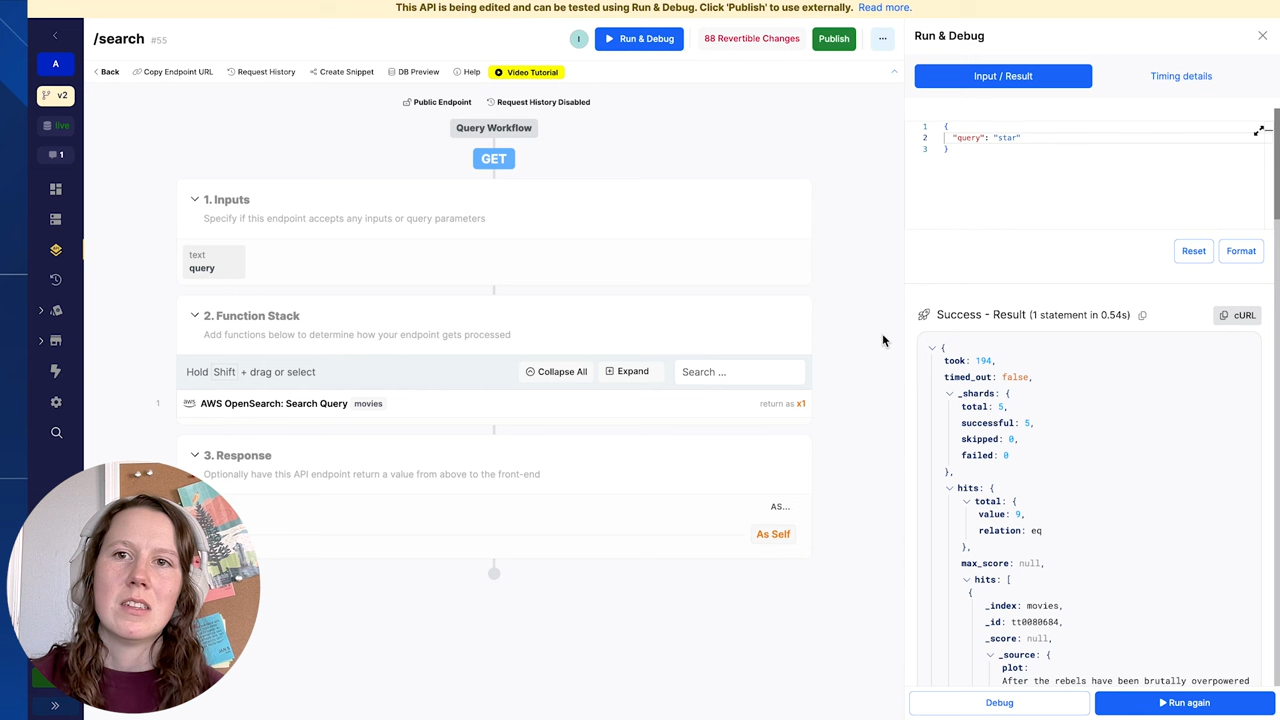 This API is being edited and can be tested using Run & Debug. Click 'Publish' to use externally. Read more.
/search #55
I
Run & Debug
88 Revertible Changes
Publish
...
Run & Debug
Back
Copy Endpoint URL
Request History
Create Snippet
DB Preview
Help
Video Tutorial
A
v2
live
1
Public Endpoint
Request History Disabled
Query Workflow
GET
1. Inputs
Specify if this endpoint accepts any inputs or query parameters
text
query
2. Function Stack
Add functions below to determine how your endpoint gets processed
Hold Shift + drag or select
Collapse All
Expand
Search ...
1
AWS OpenSearch: Search Query movies
return as x1
3. Response
Optionally have this API endpoint return a value from above to the front-end
AS...
As Self
Input / Result
Timing details
1 {
2 "query": "star"
3 }
Reset
Format
Success - Result (1 statement in 0.54s)
cURL
{
took: 194,
timed_out: false,
_shards: {
total: 5,
successful: 5,
skipped: 0,
failed: 0
},
hits: {
total: {
value: 9,
relation: eq
},
max_score: null,
hits: [
{
_index: movies,
_id: tt0080684,
_score: null,
_source: {
plot:
After the rebels have been brutally overpowered
Debug
Run again